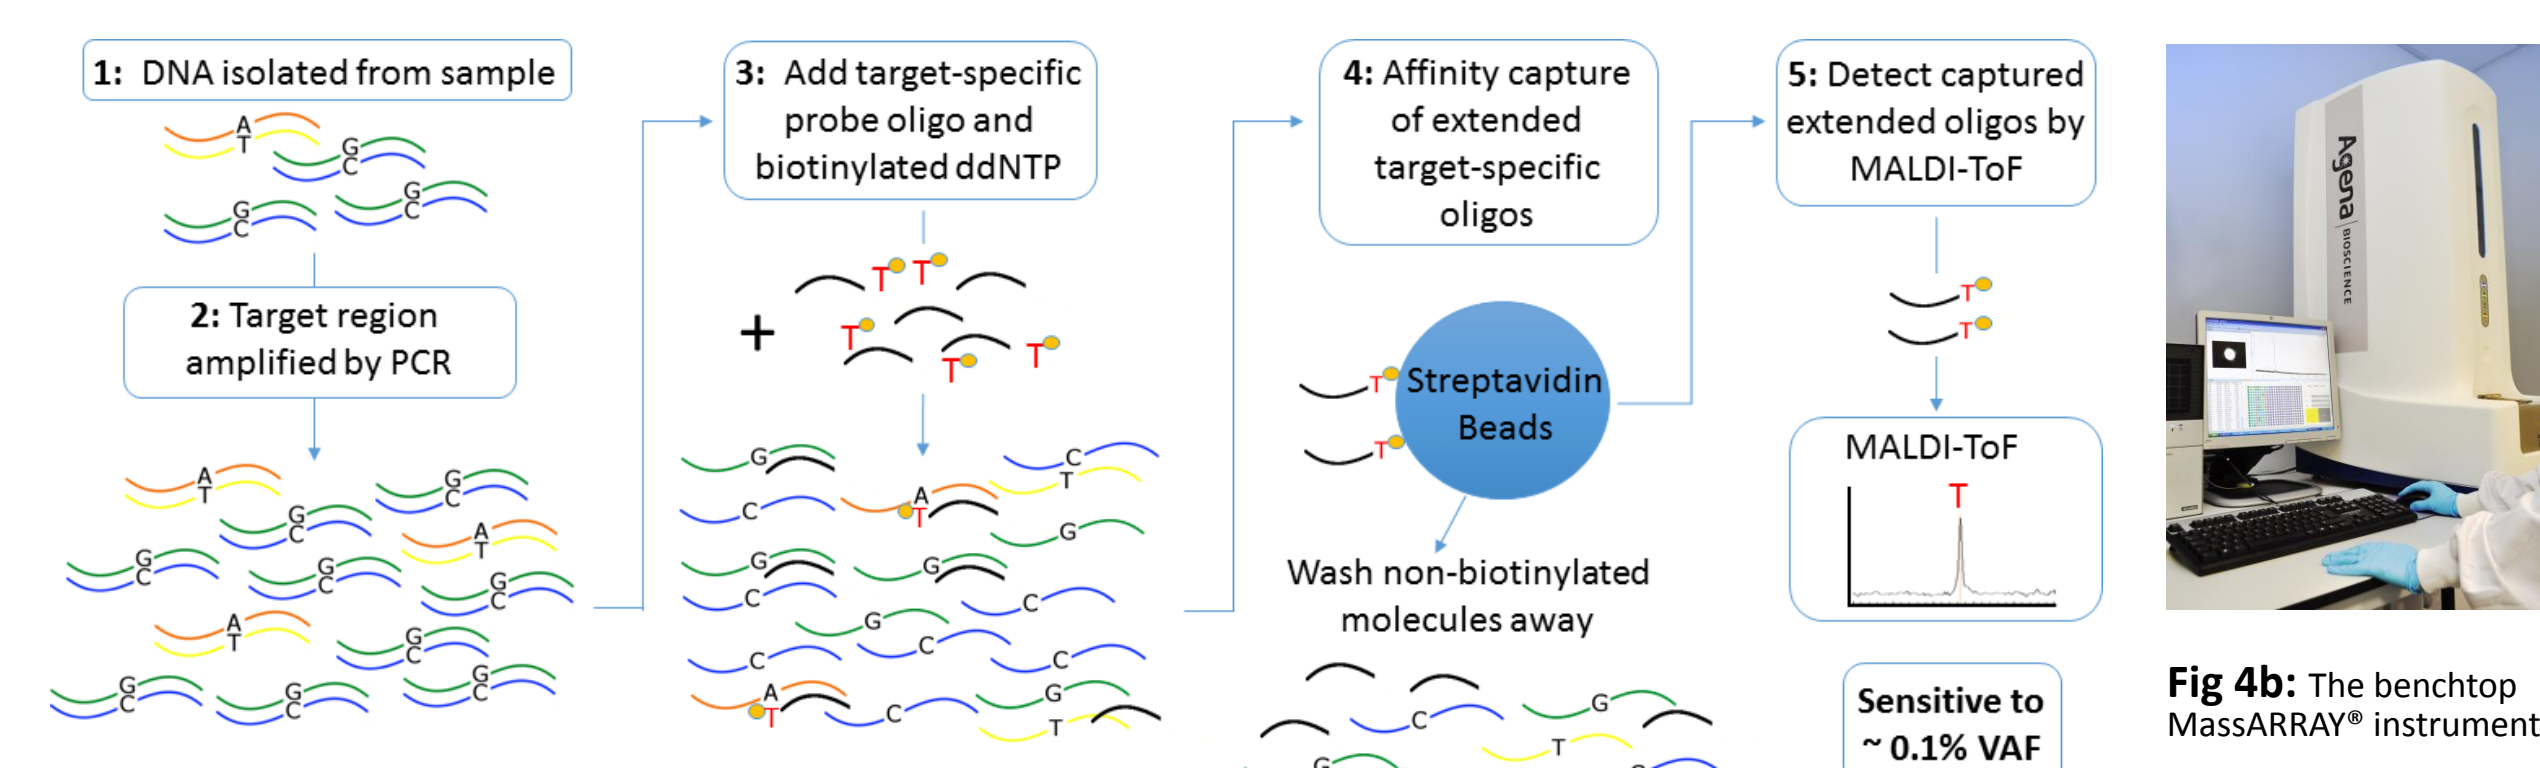 1: DNA isolated from sample
A
T
G
C
G
C
G
C
2: Target region
amplified by PCR
A
T
G
C
G
C
A
T
G
C
G
C
G
C
A
T
G
C
G
C
G
C
G
C
3: Add target-specific
probe oligo and
biotinylated ddNTP
T
T
+
T
T
T
G
C
T
C
A
T
G
G
G
C
C
G
C
C
C
A
T
C
G
T
4: Affinity capture
of extended
target-specific
oligos
T
T
Streptavidin
Beads
Wash non-biotinylated
molecules away
C
G
T
G
5: Detect captured
extended oligos by
MALDI-ToF
T
T
MALDI-ToF
T
Sensitive to
~ 0.1% VAF
Agena BIOSCIENCE
Fig 4b: The benchtop
MassARRAY® instrument